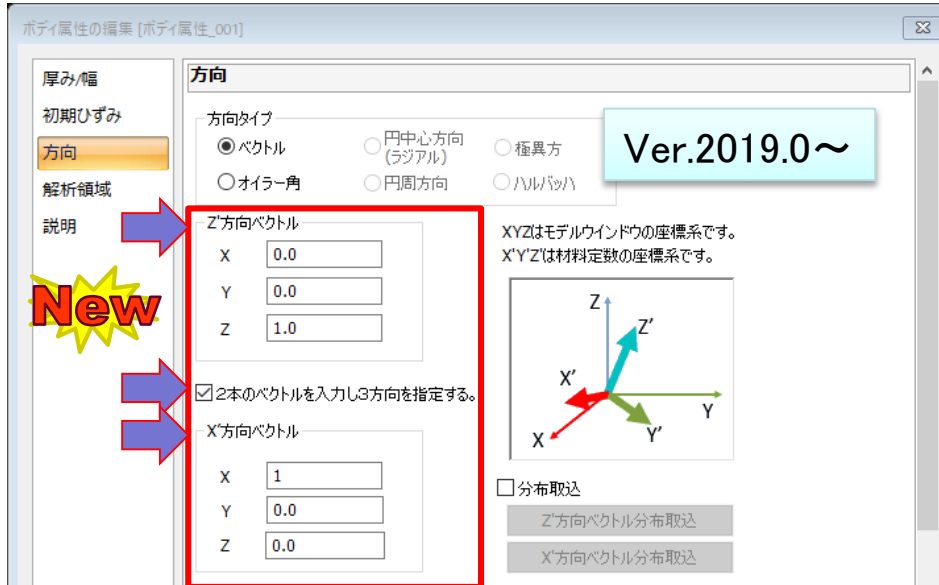 ボディ属性の編集 [ボディ属性_001]
厚み/幅
初期ひずみ
方向
解析領域
説明
New
方向
方向タイプ
ベクトル
円中心方向
(ラジアル)
極異方
オイラー角
円周方向
ハルバッハ
Ver.2019.0～
Z'方向ベクトル
X 0.0
Y 0.0
Z 1.0
2本のベクトルを入力し3方向を指定する。
X'方向ベクトル
X 1
Y 0.0
Z 0.0
XYZはモデルウインドウの座標系です。
X'Y'Z'は材料定数の座標系です。
Z
Z'
X'
Y
X
Y'
分布取込
Z'方向ベクトル分布取込
X'方向ベクトル分布取込